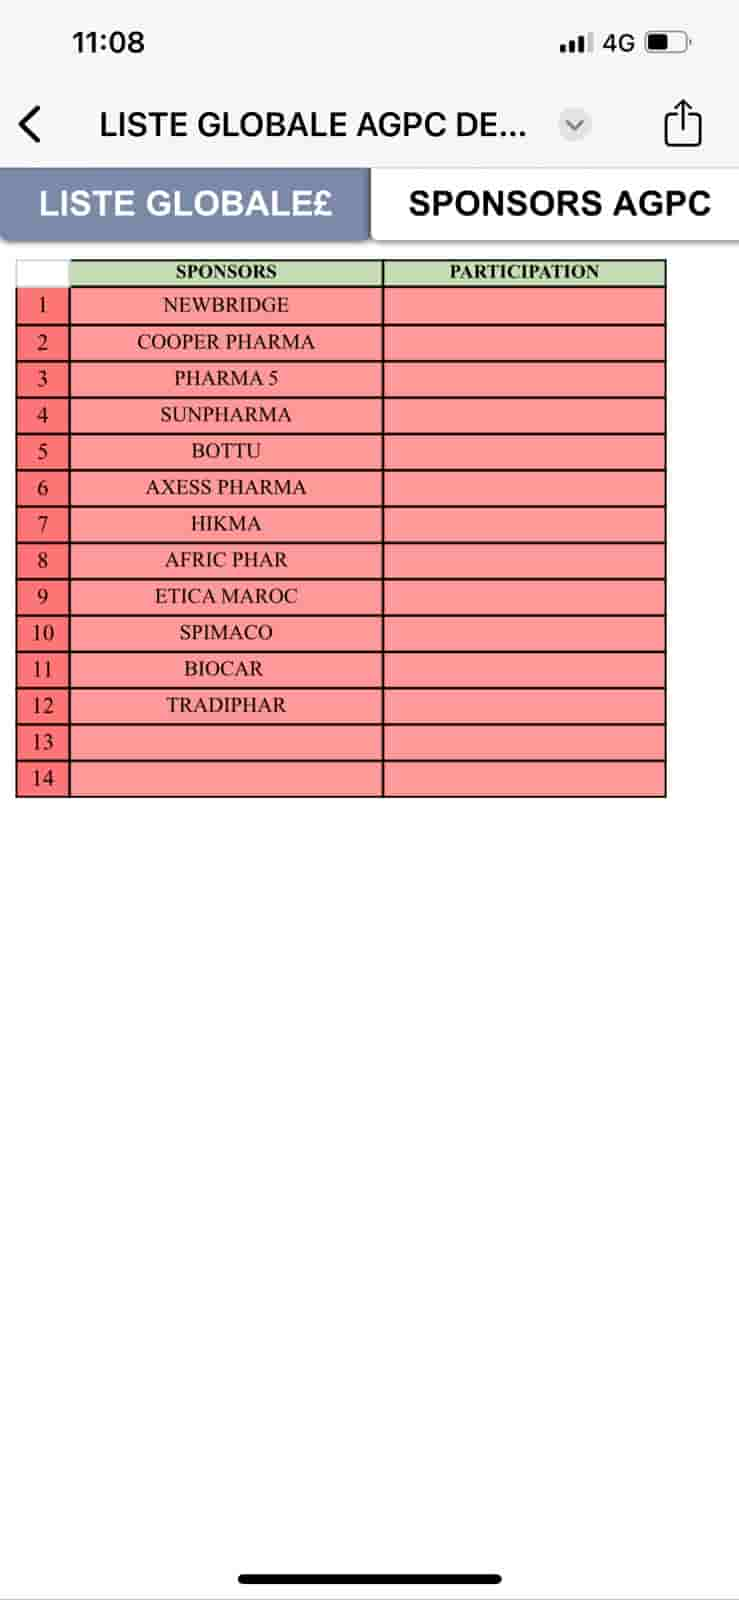 11:08 4G
LISTE GLOBALE AGPC DE...
LISTE GLOBALE£ SPONSORS AGPC
SPONSORS PARTICIPATION
1 NEWBRIDGE
2 COOPER PHARMA
3 PHARMA 5
4 SUNPHARMA
5 BOTTU
6 AXESS PHARMA
7 HIKMA
8 AFRIC PHAR
9 ETICA MAROC
10 SPIMACO
11 BIOCAR
12 TRADIPHAR
13
14